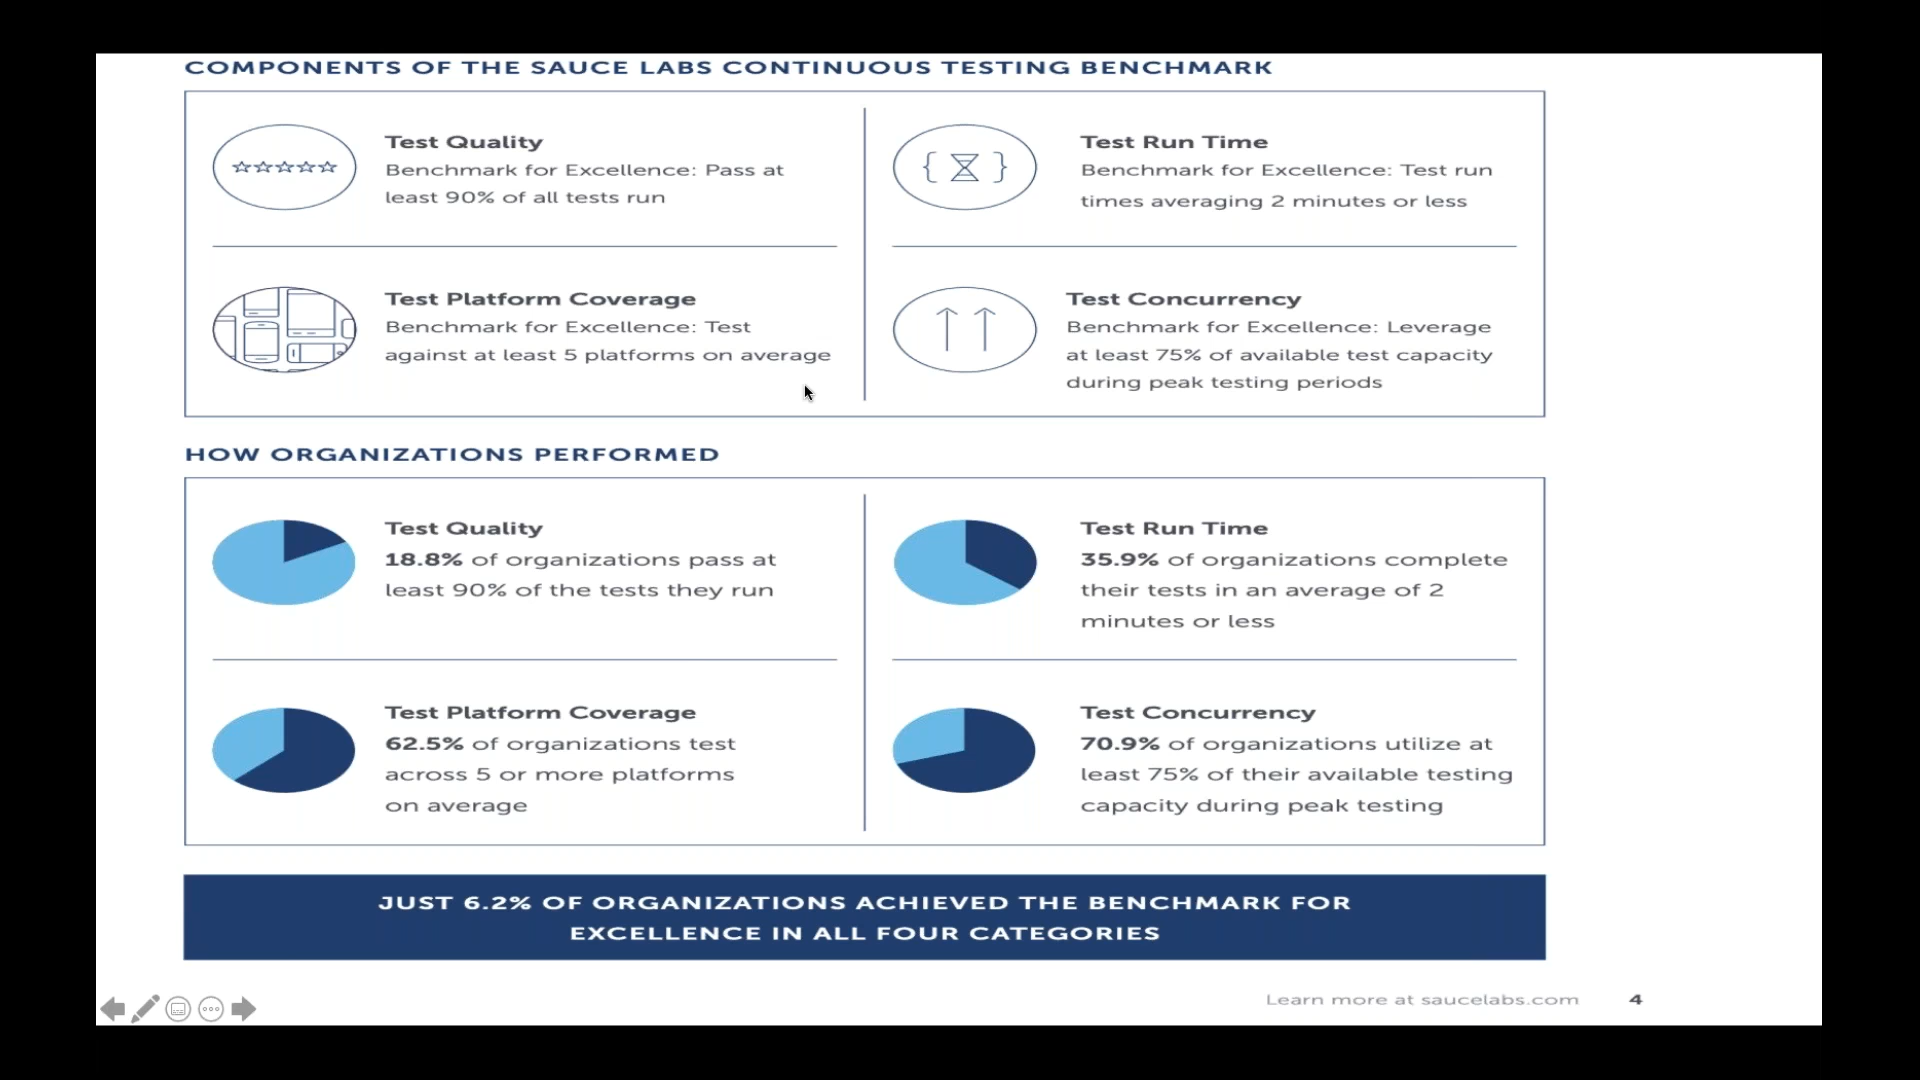 COMPONENTS OF THE SAUCE LABS CONTINUOUS TESTING BENCHMARK
Test Quality
Benchmark for Excellence: Pass at
least 90% of all tests run
Test Run Time
Benchmark for Excellence: Test run
times averaging 2 minutes or less
Test Platform Coverage
Benchmark for Excellence: Test
against at least 5 platforms on average
Test Concurrency
Benchmark for Excellence: Leverage
at least 75% of available test capacity
during peak testing periods
HOW ORGANIZATIONS PERFORMED
Test Quality
18.8% of organizations pass at
least 90% of the tests they run
Test Run Time
35.9% of organizations complete
their tests in an average of 2
minutes or less
Test Platform Coverage
62.5% of organizations test
across 5 or more platforms
on average
Test Concurrency
70.9% of organizations utilize at
least 75% of their available testing
capacity during peak testing
JUST 6.2% OF ORGANIZATIONS ACHIEVED THE BENCHMARK FOR
EXCELLENCE IN ALL FOUR CATEGORIES
Learn more at saucelabs.com 4